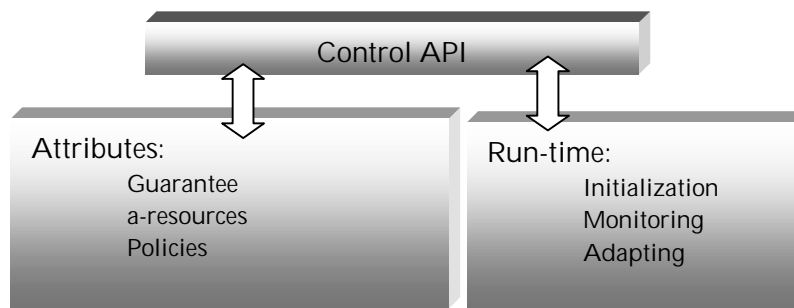 Control API
Attributes:
Guarantee
a-resources
Policies
Run-time:
Initialization
Monitoring
Adapting